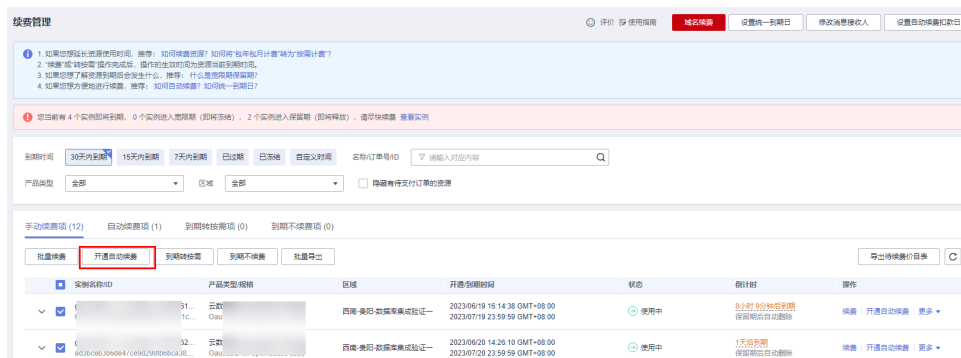 续费管理
评价 使用指南 域名续费 设置统一到期日 修改消息接收人 设置自动续费扣款日
1. 如果您想延长资源使用时间，推荐： 如何续费资源？如何将“包年包月计费”转为“按需计费”？
2. “续费”或“转按需”操作完成后，操作的生效时间为资源当前到期时间。
3. 如果您想了解资源到期后会发生什么，推荐： 什么是宽限期保留期？
4. 如果您想方便地进行续费，推荐： 如何自动续费？如何统一到期日？
您当前有 4 个实例即将到期， 0 个实例进入宽限期（即将冻结）， 2 个实例进入保留期（即将释放），请尽快续费 查看实例
到期时间 30天内到期 15天内到期 7天内到期 已过期 已冻结 自定义时间 名称/订单号/ID 请输入对应内容
产品类型 全部 区域 全部 隐藏有待支付订单的资源
手动续费项 (12) 自动续费项 (1) 到期转按需项 (0) 到期不续费项 (0)
批量续费 开通自动续费 到期转按需 到期不续费 批量导出 导出待续费价目表
实例名称/ID 产品类型/规格 区域 开通/到期时间 状态 倒计时 操作
51... 云数 西南-贵阳-数据库集成验证一 2023/06/19 16:14:38 GMT+08:00 使用中 8小时 9分钟后到期 续费 开通自动续费 更多
1c... Gau 2023/07/19 23:59:59 GMT+08:00 保留期后自动删除
32... 云数 西南-贵阳-数据库集成验证一 2023/06/20 14:26:10 GMT+08:00 使用中 1天后到期 续费 开通自动续费 更多
2023/07/20 23:59:59 GMT+08:00 保留期后自动删除